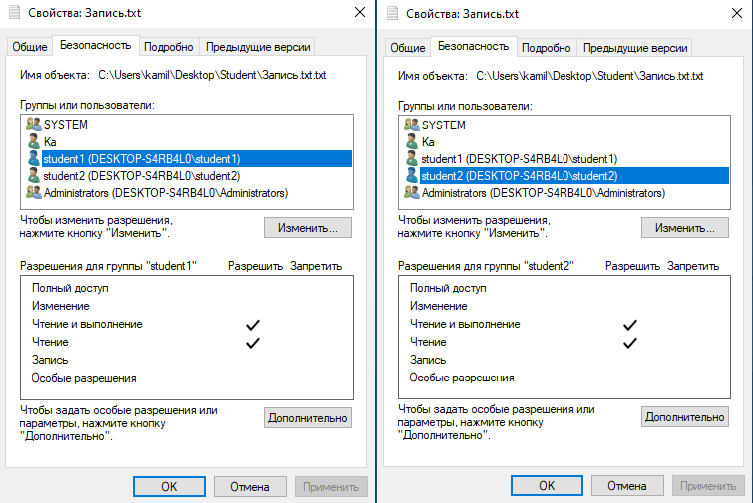 Свойства: Запись.txt
Общие Безопасность Подробно Предыдущие версии
Имя объекта: C:\Users\kamil\Desktop\Student\Запись.txt.txt
Группы или пользователи:
SYSTEM
Ka
student1 (DESKTOP-S4RB4L0\student1)
student2 (DESKTOP-S4RB4L0\student2)
Administrators (DESKTOP-S4RB4L0\Administrators)
Чтобы изменить разрешения,
нажмите кнопку "Изменить".
Изменить...
Разрешения для группы "student1" Разрешить Запретить
Полный доступ
Изменение
Чтение и выполнение
Чтение
Запись
Особые разрешения
Чтобы задать особые разрешения или
параметры, нажмите кнопку
"Дополнительно".
Дополнительно
OK Отмена Применить
Свойства: Запись.txt
Общие Безопасность Подробно Предыдущие версии
Имя объекта: C:\Users\kamil\Desktop\Student\Запись.txt.txt
Группы или пользователи:
SYSTEM
Ka
student1 (DESKTOP-S4RB4L0\student1)
student2 (DESKTOP-S4RB4L0\student2)
Administrators (DESKTOP-S4RB4L0\Administrators)
Чтобы изменить разрешения,
нажмите кнопку "Изменить".
Изменить...
Разрешения для группы "student2" Разрешить Запретить
Полный доступ
Изменение
Чтение и выполнение
Чтение
Запись
Особые разрешения
Чтобы задать особые разрешения или
параметры, нажмите кнопку
"Дополнительно".
Дополнительно
OK Отмена Применить